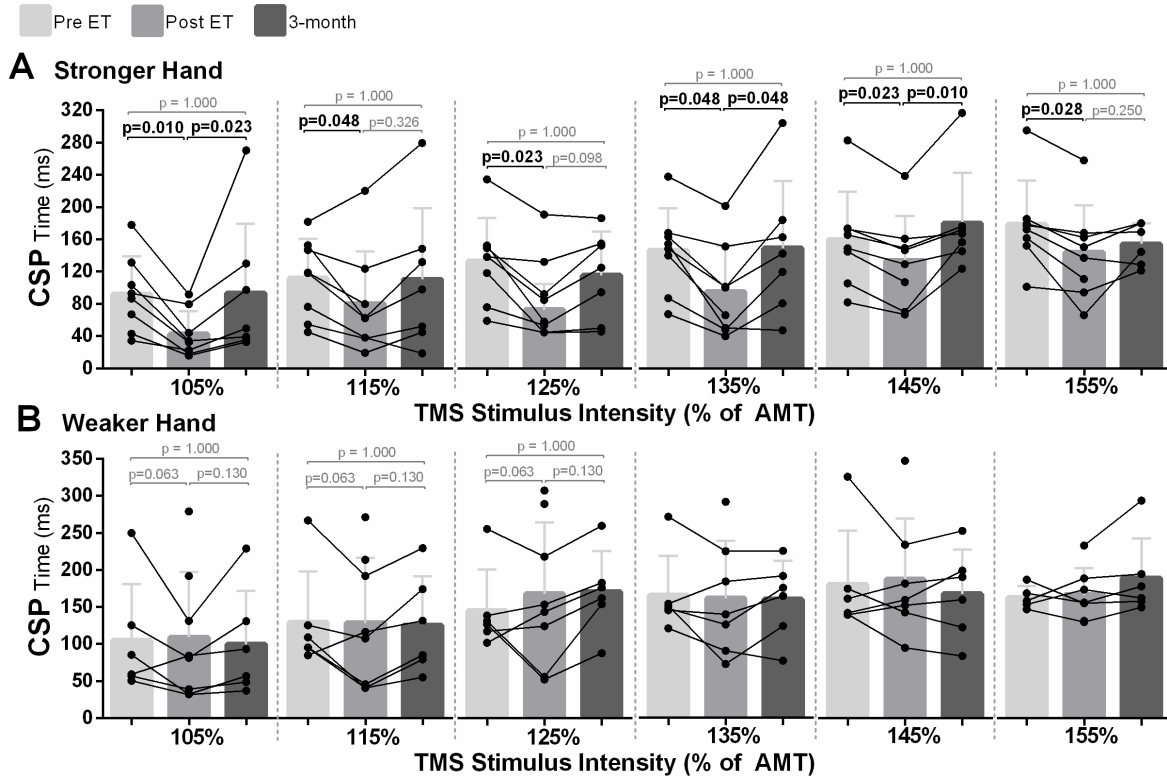 Pre ET Post ET 3-month
A Stronger Hand
p = 1.000 p = 1.000 p = 1.000 p = 1.000 p = 1.000 p = 1.000
p=0.010 p=0.023 p=0.048 p=0.326 p=0.023 p=0.098 p=0.048 p=0.048 p=0.023 p=0.010 p=0.028 p=0.250
CSP Time (ms)
320
280
240
200
160
120
80
40
0
105% 115% 125% 135% 145% 155%
TMS Stimulus Intensity (% of AMT)
B Weaker Hand
p = 1.000 p = 1.000 p = 1.000
p=0.063 p=0.130 p=0.063 p=0.130 p=0.063 p=0.130
CSP Time (ms)
350
300
250
200
150
100
50
0
105% 115% 125% 135% 145% 155%
TMS Stimulus Intensity (% of AMT)